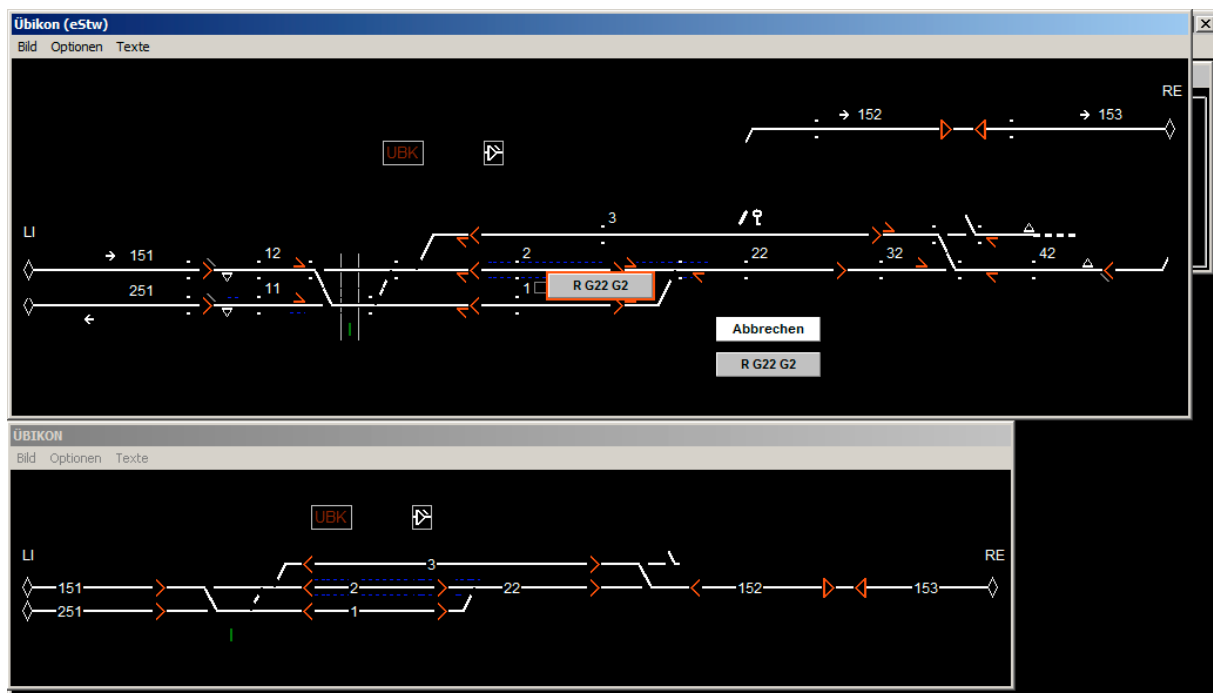 Übikon (eStw)
Bild Optionen Texte
RE
152 153
UBK
3
LI
151 12 2 22 32 42
251 11 1 R G22 G2
Abbrechen
R G22 G2
ÜBIKON
Bild Optionen Texte
UBK
LI RE
3
151 2 22 152 153
251 1